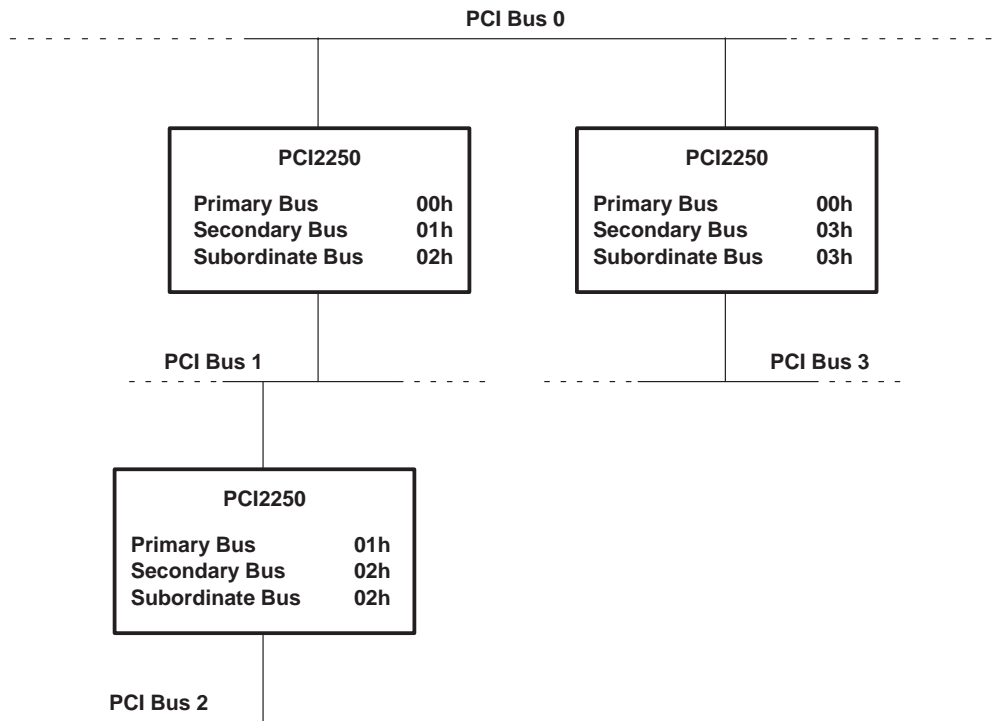 PCI Bus 0
PCI2250
Primary Bus 00h
Secondary Bus 01h
Subordinate Bus 02h
PCI2250
Primary Bus 00h
Secondary Bus 03h
Subordinate Bus 03h
PCI Bus 1
PCI Bus 3
PCI2250
Primary Bus 01h
Secondary Bus 02h
Subordinate Bus 02h
PCI Bus 2